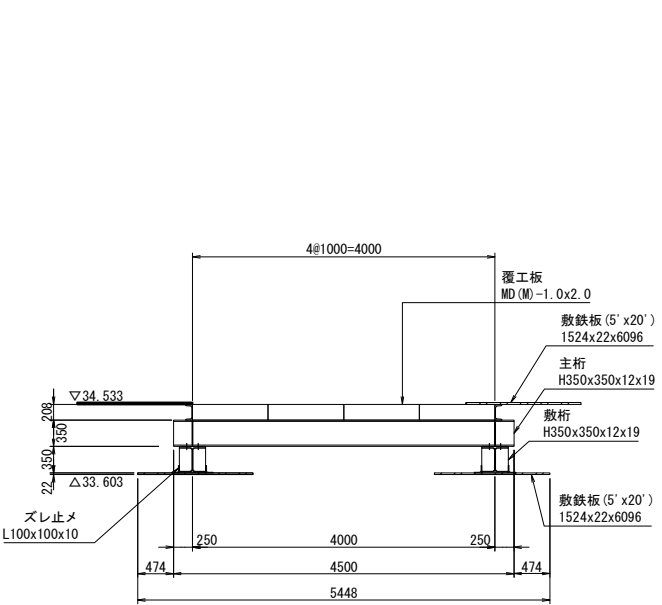 4@1000=4000
覆工板
MD(M)-1.0x2.0
敷鉄板(5'x20')
1524x22x6096
主桁
H350x350x12x19
敷桁
H350x350x12x19
▽34.533
208
350
350
22
△33.603
ズレ止メ
L100x100x10
敷鉄板(5'x20')
1524x22x6096
250
4000
250
474
4500
474
5448